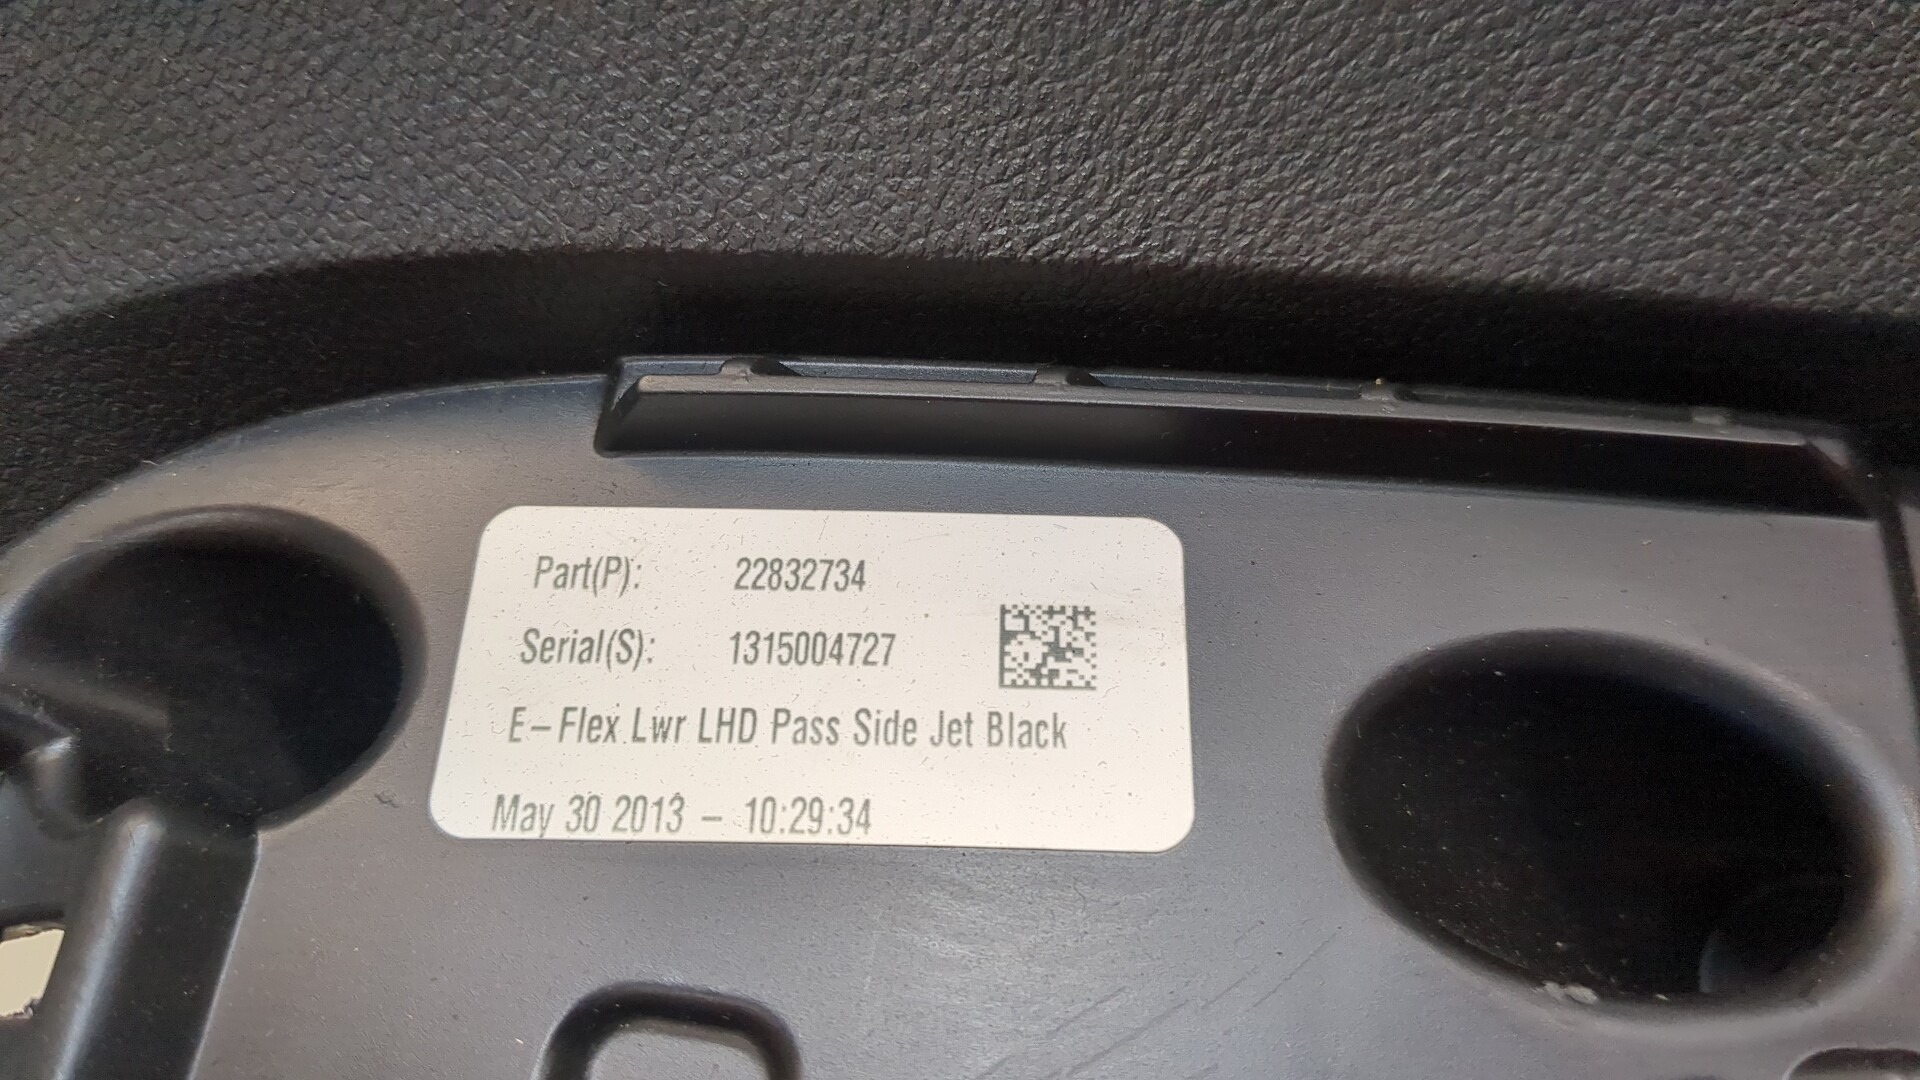 Part(P): 22832734
Serial(S): 1315004727
E-Flex Lwr LHD Pass Side Jet Black
May 30 2013 - 10:29:34